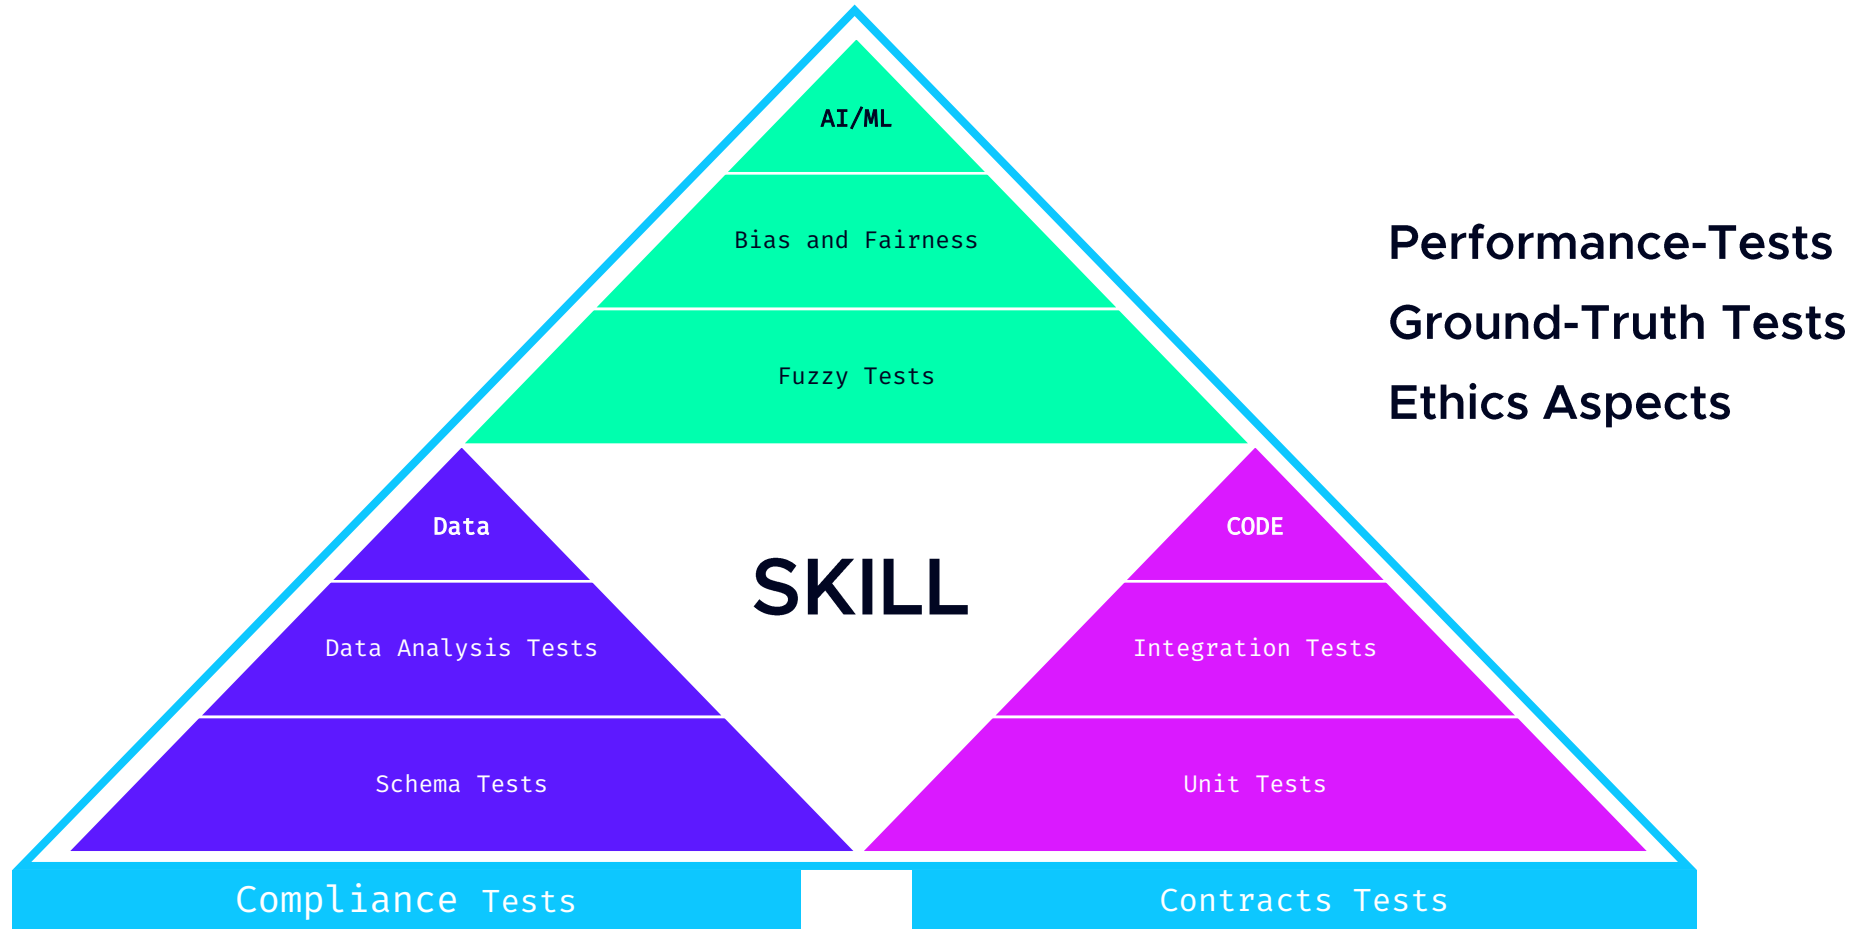 AI/ML
Bias and Fairness
Fuzzy Tests
Performance-Tests
Ground-Truth Tests
Ethics Aspects
Data
Data Analysis Tests
Schema Tests
SKILL
CODE
Integration Tests
Unit Tests
Compliance Tests
Contracts Tests